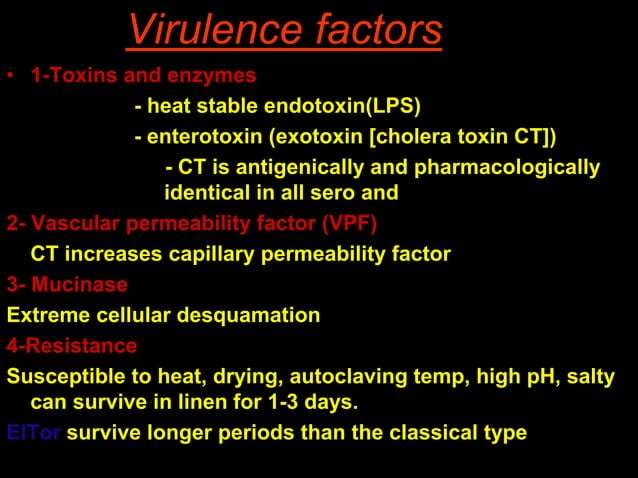 Virulence factors
• 1-Toxins and enzymes
- heat stable endotoxin(LPS)
- enterotoxin (exotoxin [cholera toxin CT])
- CT is antigenically and pharmacologically
identical in all sero and
2- Vascular permeability factor (VPF)
CT increases capillary permeability factor
3- Mucinase
Extreme cellular desquamation
4-Resistance
Susceptible to heat, drying, autoclaving temp, high pH, salty
can survive in linen for 1-3 days.
ElTor survive longer periods than the classical type